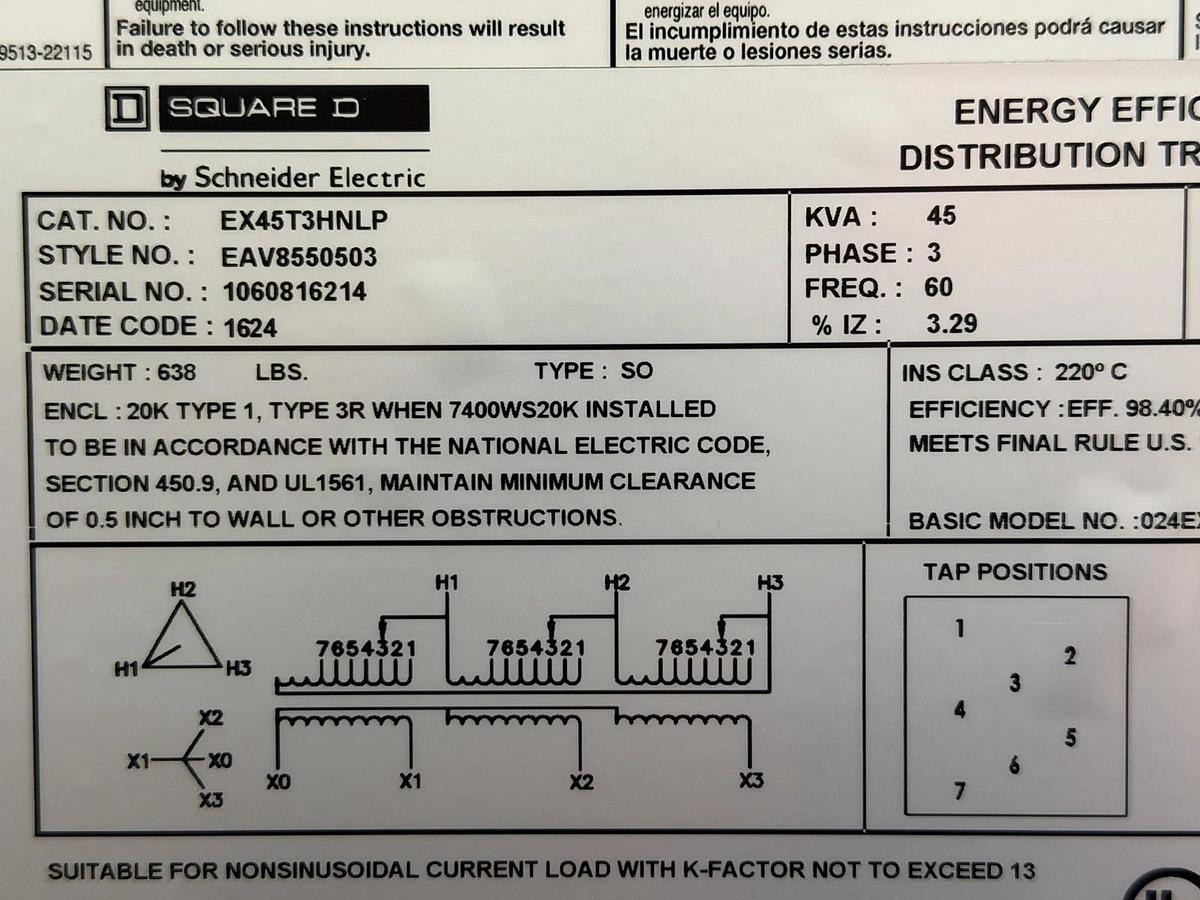 equipment.
Failure to follow these instructions will result
in death or serious injury.
9513-22115
energizar el equipo.
El incumplimiento de estas instrucciones podrá causar
la muerte o lesiones serias.
D SQUARE D
by Schneider Electric
ENERGY EFFIC
DISTRIBUTION TR
CAT. NO. : EX45T3HNLP
STYLE NO. : EAV8550503
SERIAL NO. : 1060816214
DATE CODE : 1624
KVA : 45
PHASE : 3
FREQ. : 60
% IZ : 3.29
WEIGHT : 638 LBS. TYPE : SO
ENCL : 20K TYPE 1, TYPE 3R WHEN 7400WS20K INSTALLED
TO BE IN ACCORDANCE WITH THE NATIONAL ELECTRIC CODE,
SECTION 450.9, AND UL1561, MAINTAIN MINIMUM CLEARANCE
OF 0.5 INCH TO WALL OR OTHER OBSTRUCTIONS.
INS CLASS : 220º C
EFFICIENCY :EFF. 98.40%
MEETS FINAL RULE U.S.
BASIC MODEL NO. :024EX
H2
H1 H3
X2
X1 X0
X3
H1 H2 H3
7654321 7654321 7654321
X0 X1 X2 X3
TAP POSITIONS
1
2
3
4
5
6
7
SUITABLE FOR NONSINUSOIDAL CURRENT LOAD WITH K-FACTOR NOT TO EXCEED 13